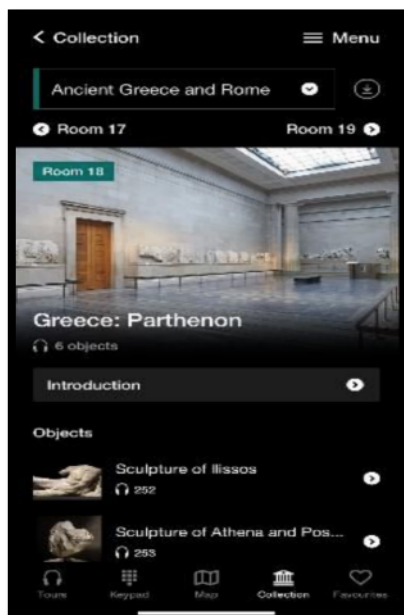 Collection
Menu
Ancient Greece and Rome
Room 17
Room 19
Room 18
Greece: Parthenon
6 objects
Introduction
Objects
Sculpture of Ilissos
252
Sculpture of Athena and Pos...
253
Tours
Keypad
Map
Collection
Favourites